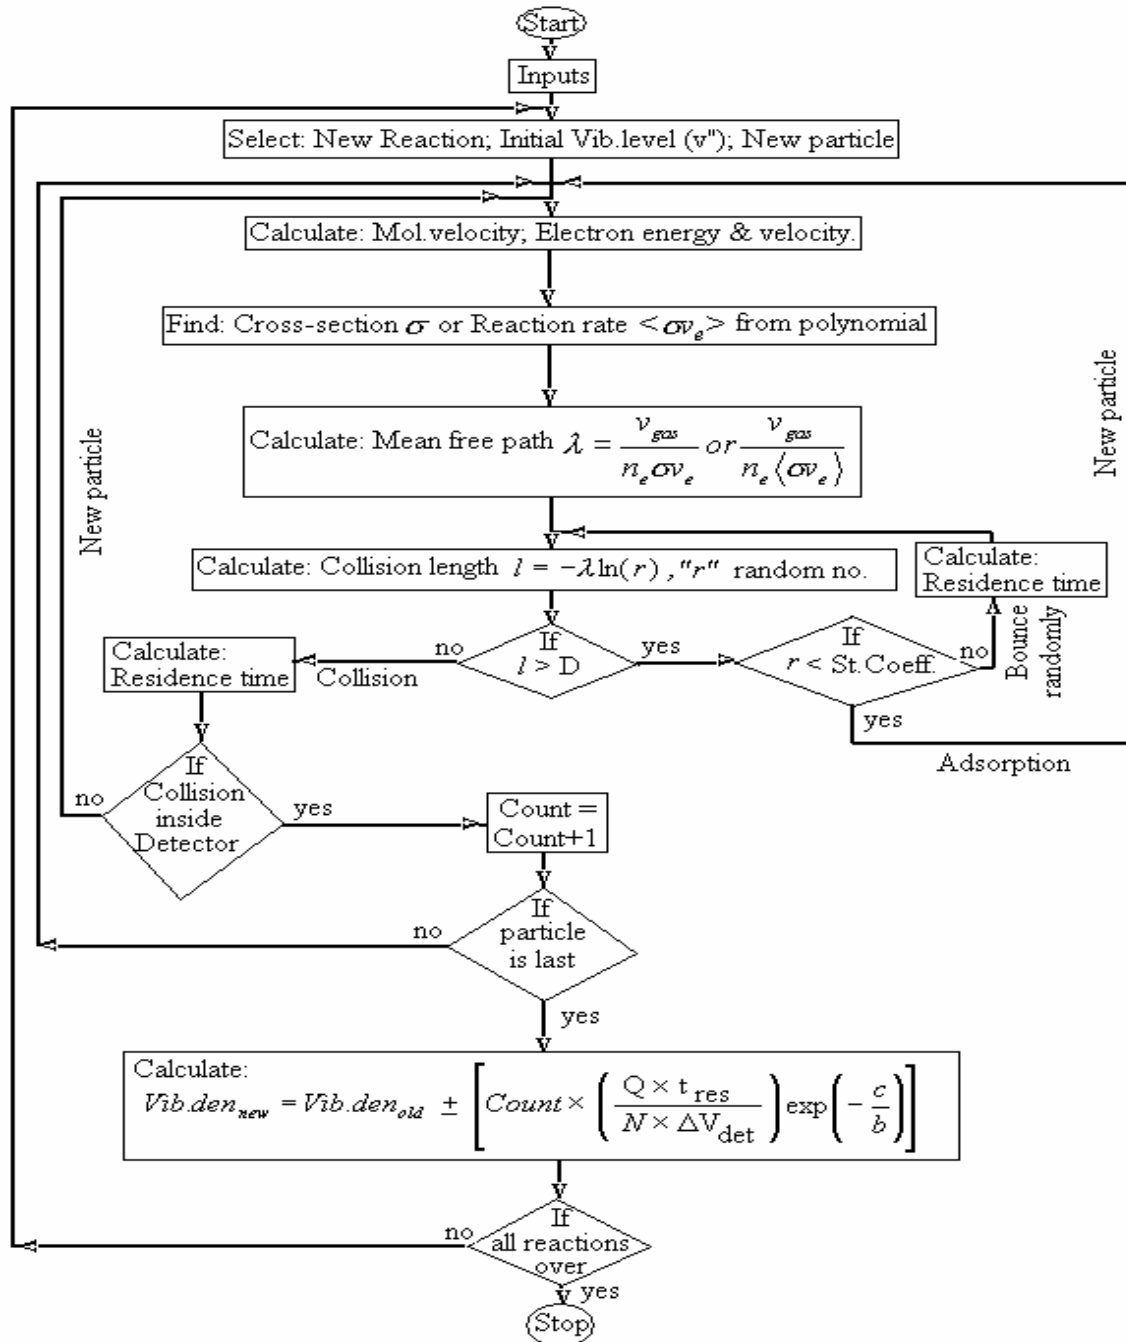 Start
Inputs
Select: New Reaction; Initial Vib.level (v"); New particle
Calculate: Mol.velocity; Electron energy & velocity.
Find: Cross-section σ or Reaction rate <σv_e> from polynomial
Calculate: Mean free path λ = v_gas / n_e σv_e or v_gas / n_e ⟨σv_e⟩
New particle
New particle
Calculate: Collision length l = -λln(r) ,"r" random no.
Calculate:
Residence time
If
l > D
no
yes
Collision
If
r < St.Coeff.
no
yes
Bounce
randomly
Adsorption
Calculate:
Residence time
If
Collision
inside
Detector
no
yes
Count =
Count+1
If
particle
is last
no
yes
Calculate:
Vib.den_new = Vib.den_old ± [Count × (Q × t_res / N × ΔV_det) exp(-c/b)]
If
all reactions
over
no
yes
Stop